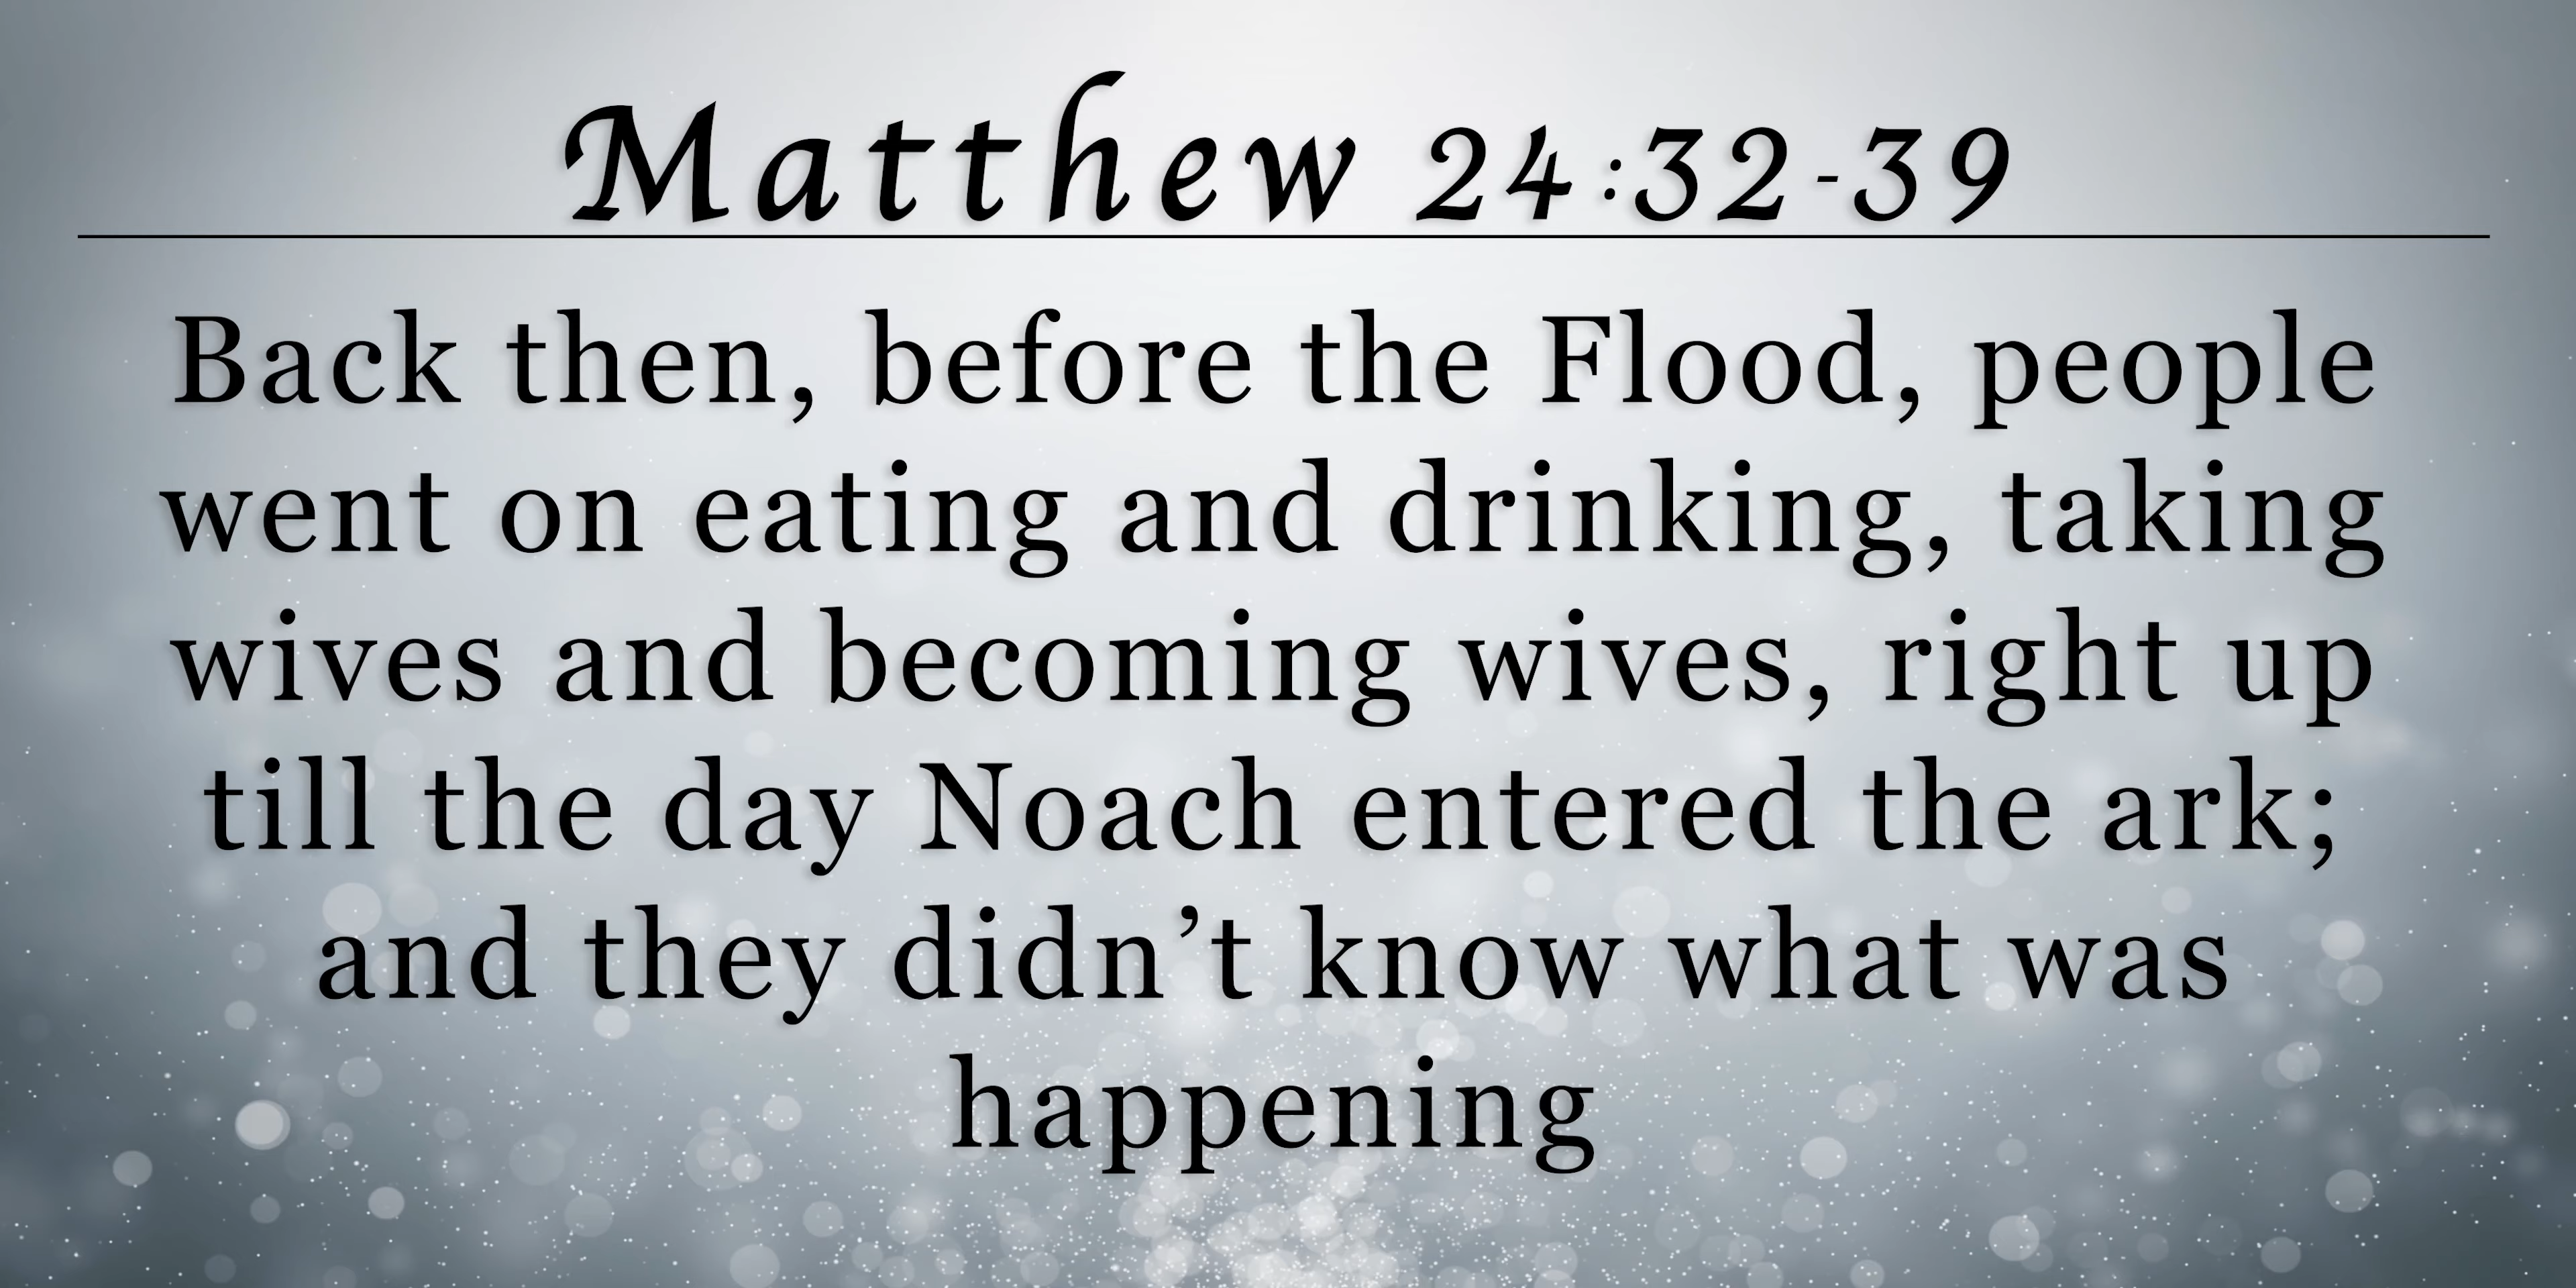 Matthew 24:32-39
Back then, before the Flood, people
went on eating and drinking, taking
wives and becoming wives, right up
till the day Noach entered the ark;
and they didn’t know what was
happening